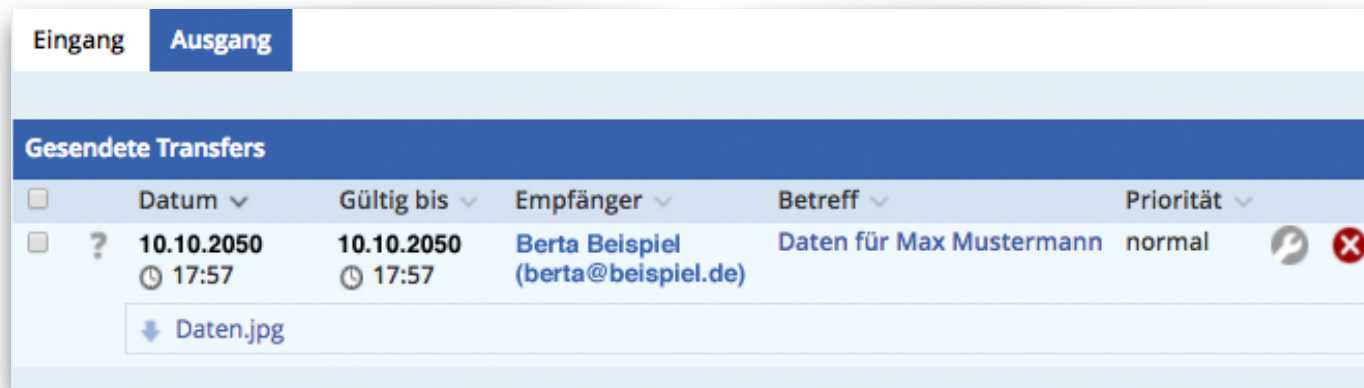 Eingang Ausgang
Gesendete Transfers
Datum Gültig bis Empfänger Betreff Priorität
? 10.10.2050 10.10.2050 Berta Beispiel Daten für Max Mustermann normal
17:57 17:57 (berta@beispiel.de)
Daten.jpg